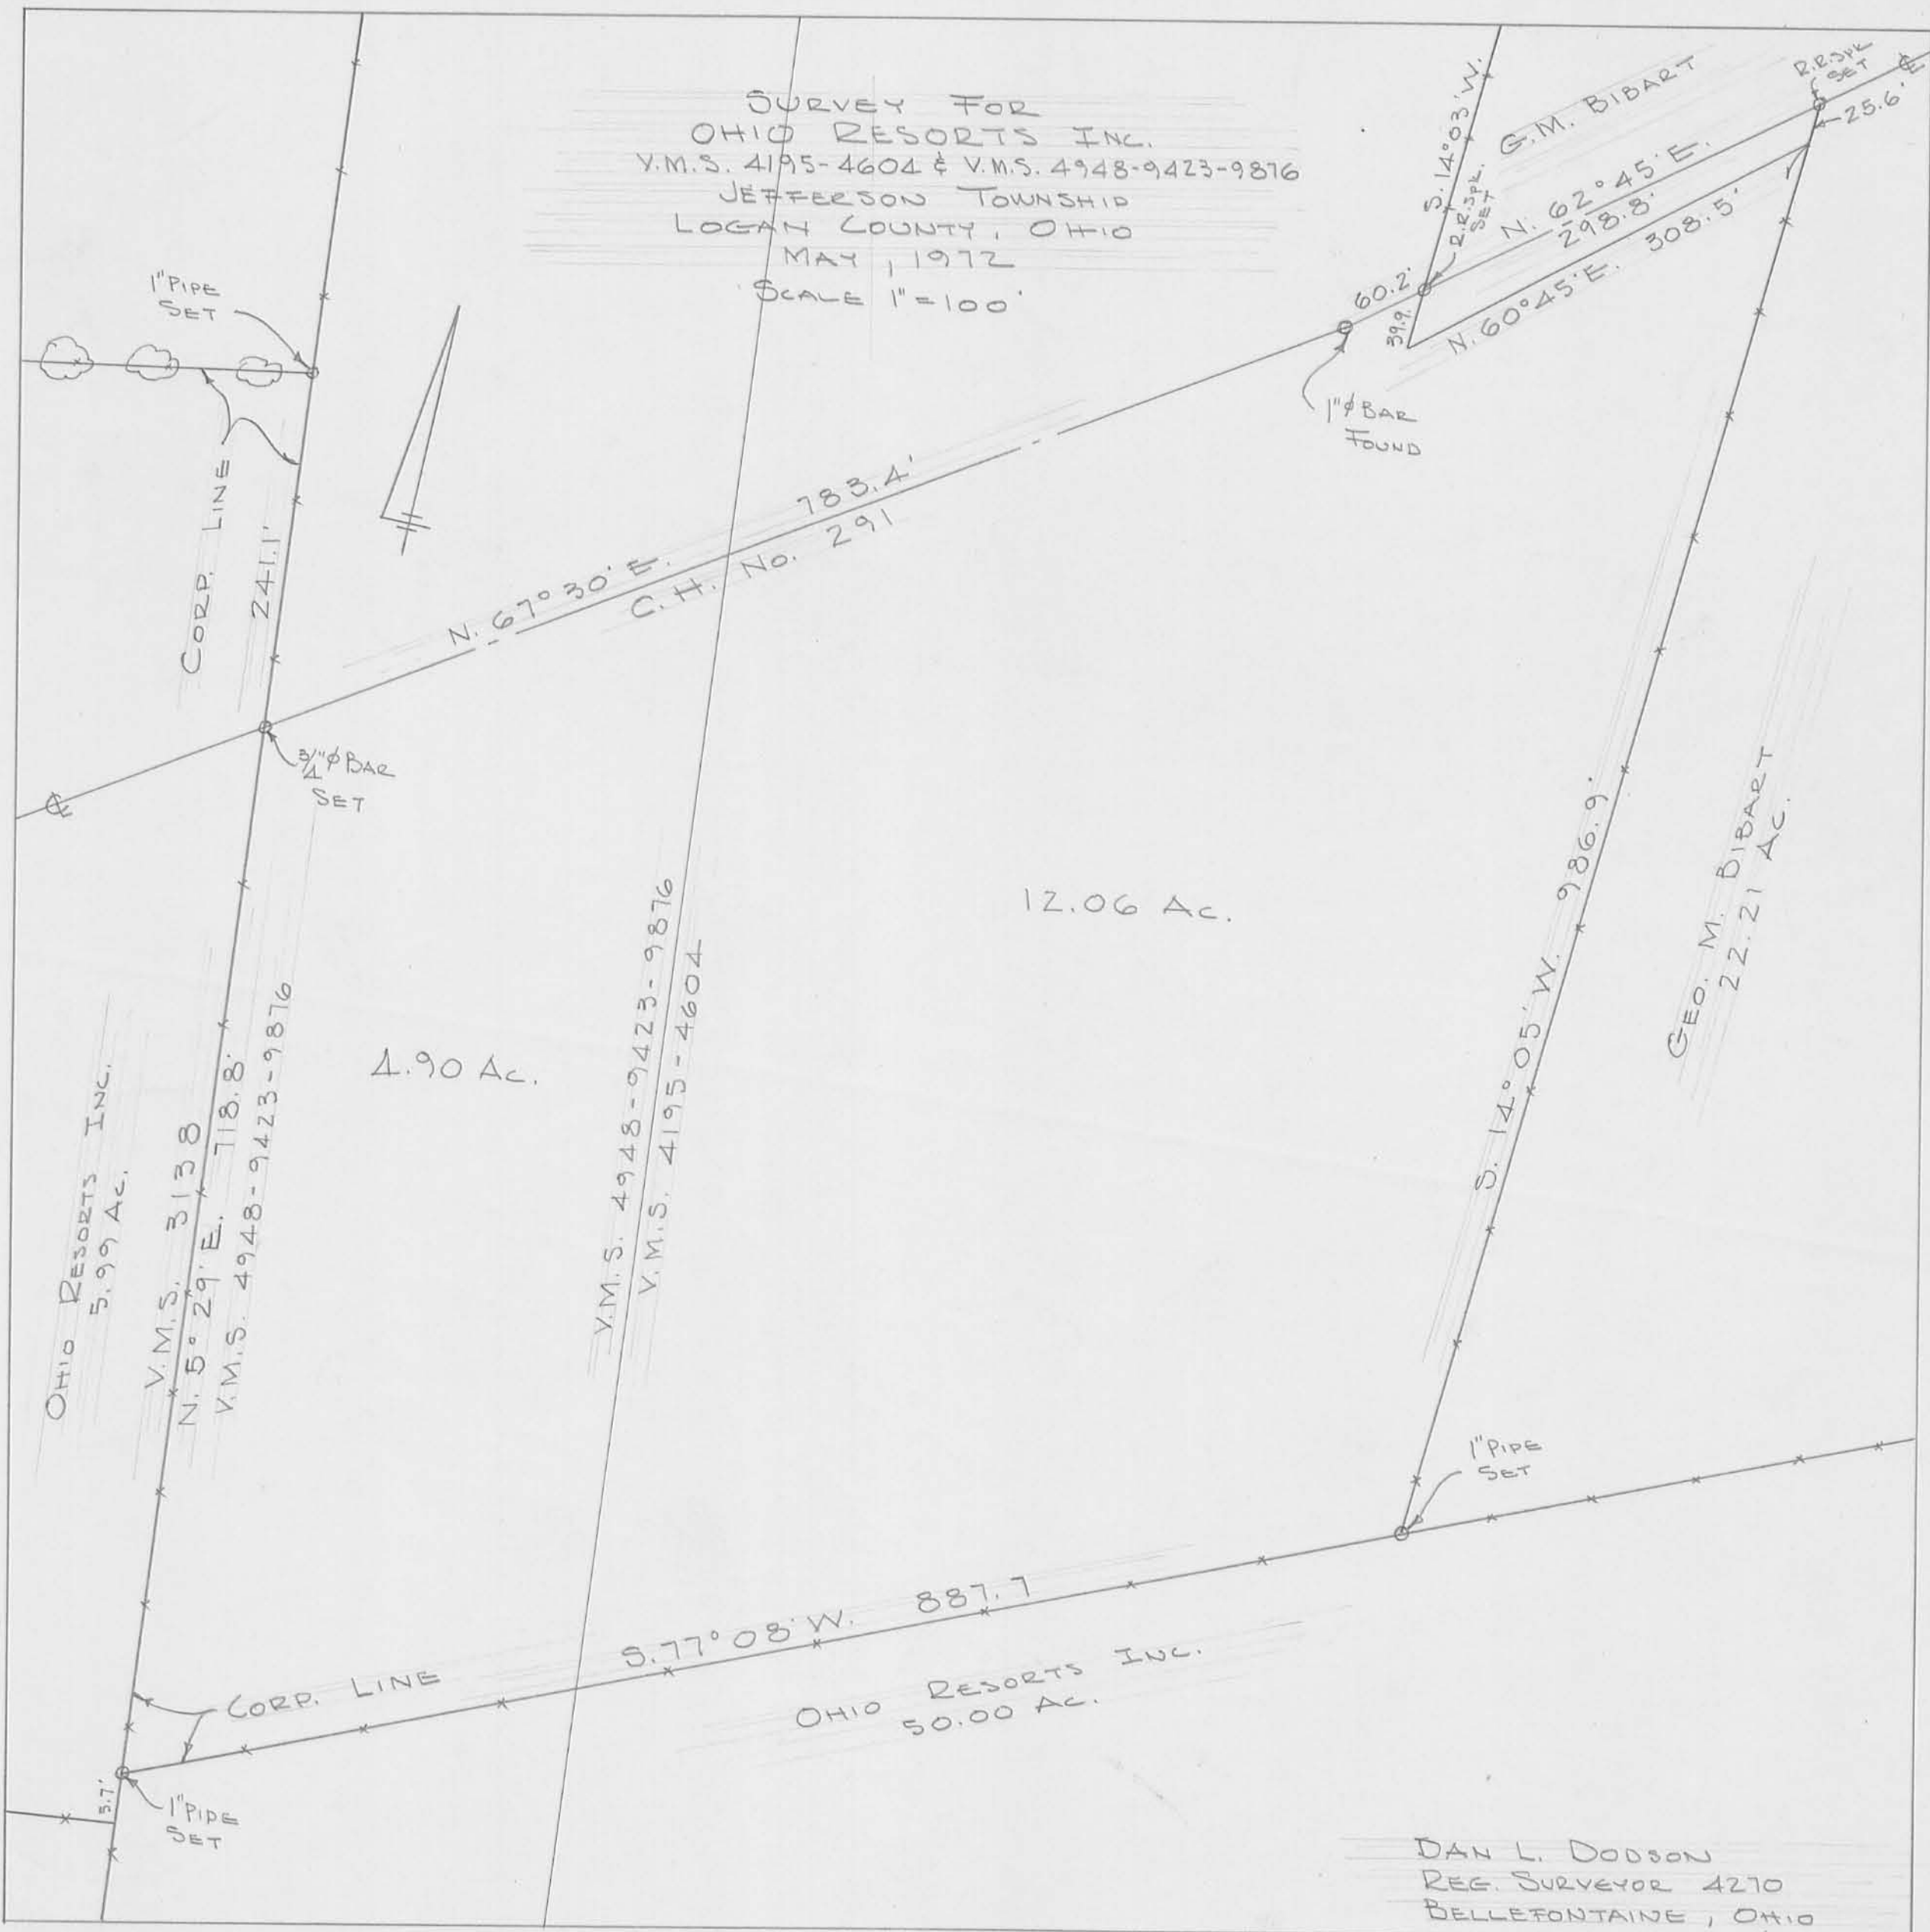 SURVEY FOR
OHIO RESORTS INC.
V.M.S. 4195-4604 & V.M.S. 4948-9423-9876
JEFFERSON TOWNSHIP
LOGAN COUNTY, OHIO
MAY, 1972
SCALE 1"=100'
R.R.SPK
SET
℄
25.6'
G.M. BIBART
S. 14°03' W.
R.R.SPK.
SET
N. 62°45' E.
298.8'
N. 60°45' E. 308.5'
60.2'
39.9'
1"ϕ BAR
FOUND
1" PIPE
SET
CORP. LINE
241.1'
N. 67°30' E. 783.4'
C. H. No. 291
3/4"ϕ BAR
SET
℄
12.06 AC.
4.90 AC.
S. 14°05' W. 986.9'
GEO. M. BIBART
22.21 AC.
V.M.S. 4948-9423-9876
V.M.S. 4195-4604
OHIO RESORTS INC.
5.99 AC.
V.M.S. 3138
N. 5°29' E. 718.8'
V.M.S. 4948-9423-9876
1" PIPE
SET
S. 77°08' W. 887.7
CORP. LINE
OHIO RESORTS INC.
50.00 AC.
5.7'
1" PIPE
SET
DAN L. DODSON
REG. SURVEYOR 4270
BELLEFONTAINE, OHIO